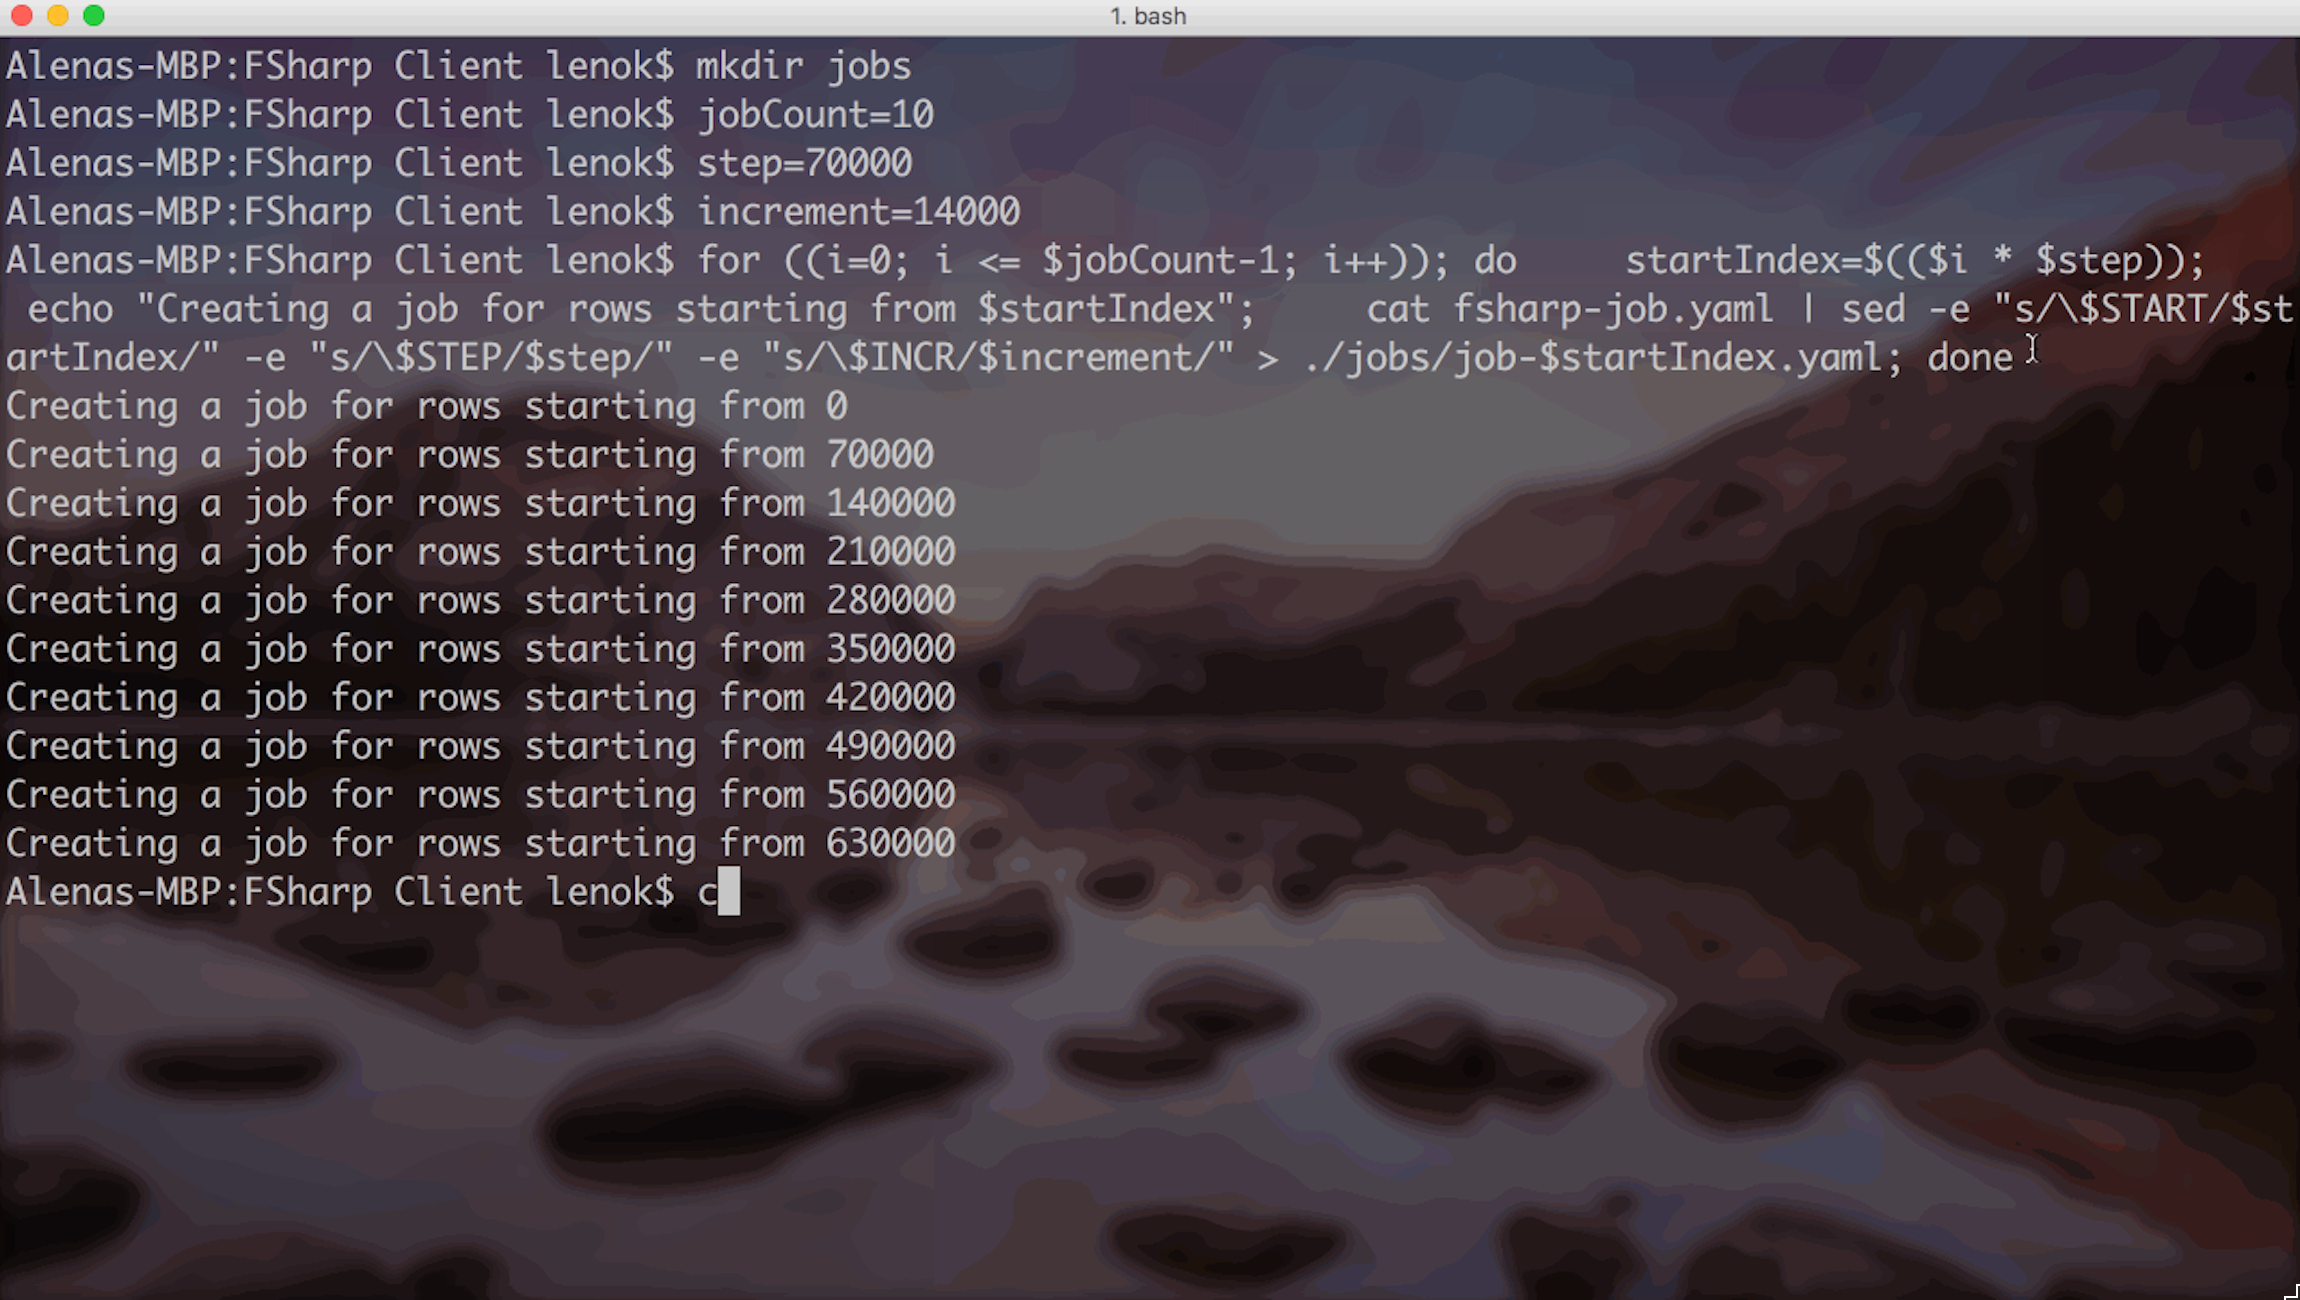 1. bash
Alenas-MBP:FSharp Client lenok$ mkdir jobs
Alenas-MBP:FSharp Client lenok$ jobCount=10
Alenas-MBP:FSharp Client lenok$ step=70000
Alenas-MBP:FSharp Client lenok$ increment=14000
Alenas-MBP:FSharp Client lenok$ for ((i=0; i <= $jobCount-1; i++)); do     startIndex=$(($i * $step));
 echo "Creating a job for rows starting from $startIndex";     cat fsharp-job.yaml | sed -e "s/\$START/$st
artIndex/" -e "s/\$STEP/$step/" -e "s/\$INCR/$increment/" > ./jobs/job-$startIndex.yaml; done
Creating a job for rows starting from 0
Creating a job for rows starting from 70000
Creating a job for rows starting from 140000
Creating a job for rows starting from 210000
Creating a job for rows starting from 280000
Creating a job for rows starting from 350000
Creating a job for rows starting from 420000
Creating a job for rows starting from 490000
Creating a job for rows starting from 560000
Creating a job for rows starting from 630000
Alenas-MBP:FSharp Client lenok$ c